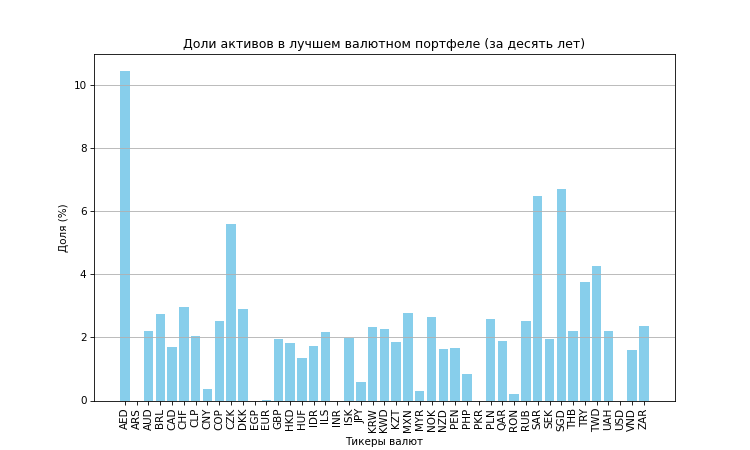 Доли активов в лучшем валютном портфеле (за десять лет)
Доля (%)
10
8
6
4
2
0
AED ARS AUD BRL CAD CHF CLP CNY COP CZK DKK EGP EUR GBP HKD HUF IDR ILS INR ISK JPY KRW KWD KZT MXN MYR NOK NZD PEN PHP PKR PLN QAR RON RUB SAR SEK SGD THB TRY TWD UAH USD VND ZAR
Тикеры валют